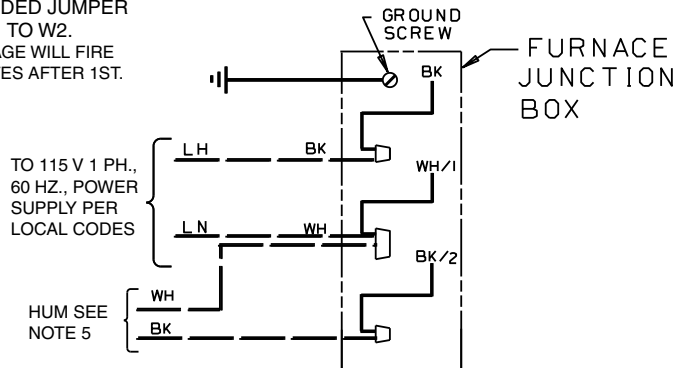 DED JUMPER
TO W2.
AGE WILL FIRE
TES AFTER 1ST.
GROUND
SCREW
FURNACE
JUNCTION
BOX
BK
LH
BK
TO 115 V 1 PH.,
60 HZ., POWER
SUPPLY PER
LOCAL CODES
WH/1
LN
WH
BK/2
WH
HUM SEE
NOTE 5
BK